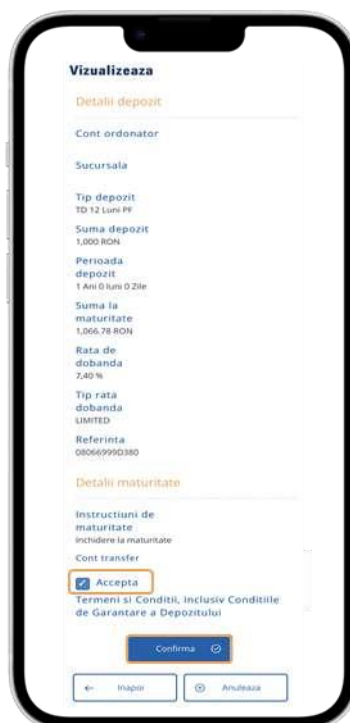 Vizualizeaza
Detalii depozit
Cont ordonator
Sucursala
Tip depozit
TD 12 Luni PF
Suma depozit
1,000 RON
Perioada
depozit
1 Ani 0 luni 0 Zile
Suma la
maturitate
1,066.78 RON
Rata de
dobanda
7,40 %
Tip rata
dobanda
LIMITED
Referinta
08066999D380
Detalii maturitate
Instructiuni de
maturitate
Inchidere la maturitate
Cont transfer
Accepta
Termeni si Conditii, inclusiv Conditiile
de Garantare a Depozitului
Confirma
Inapoi
Anuleaza